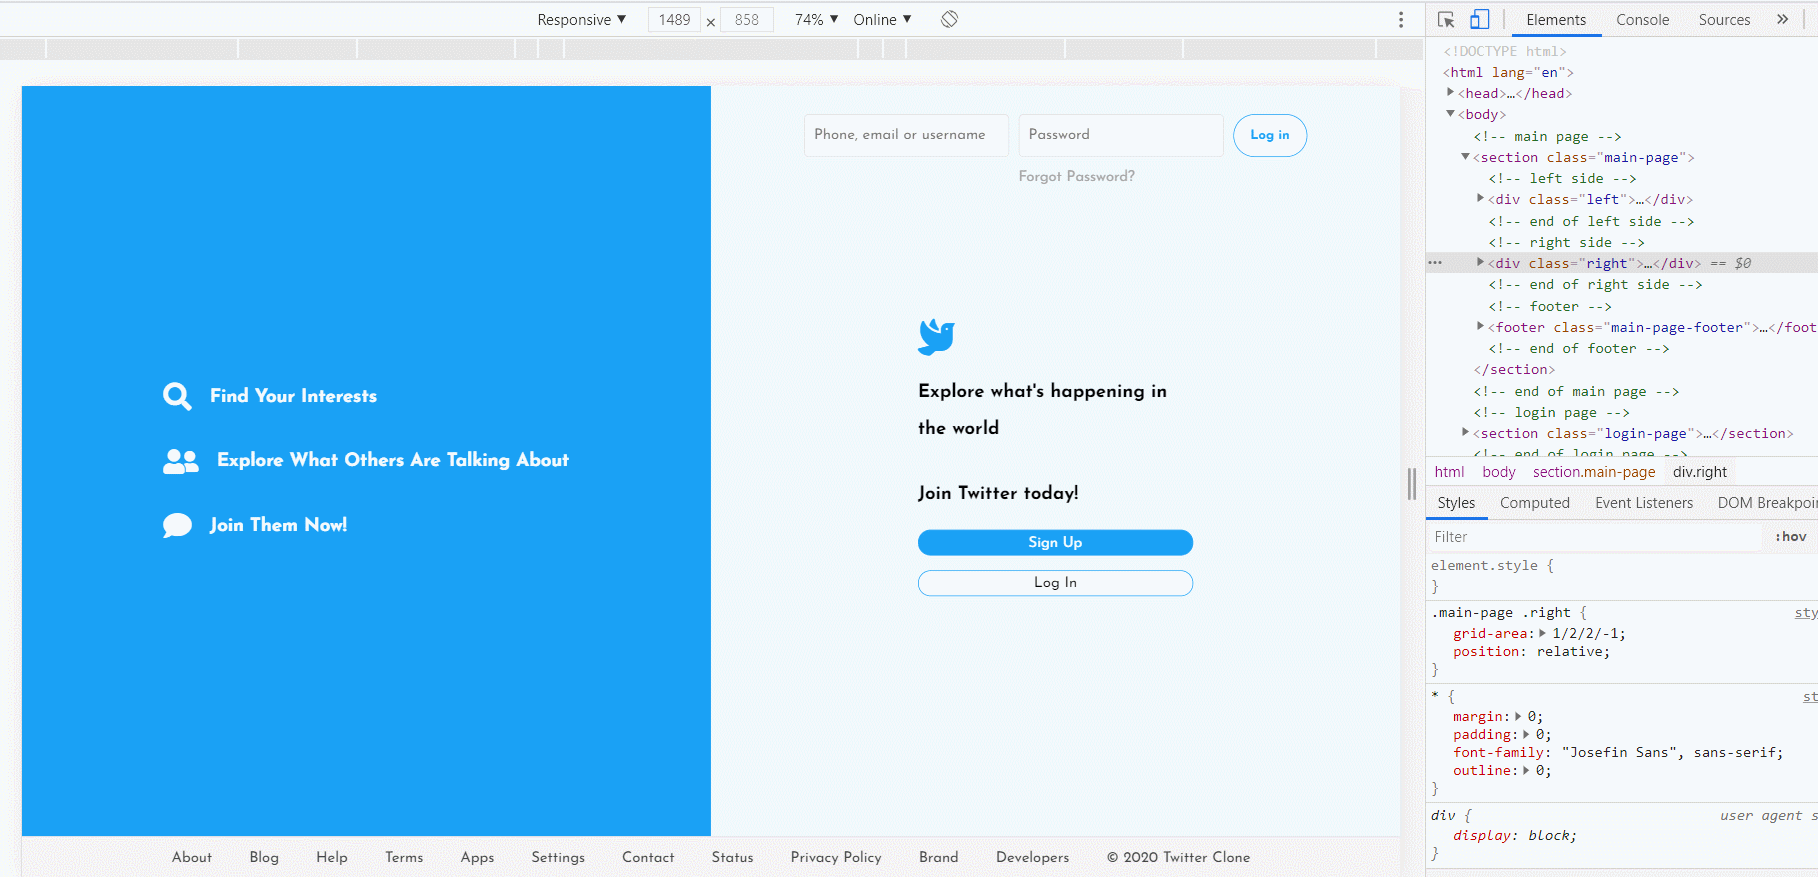 Responsive ▼ 1489 × 858 74% ▼ Online ▼
Phone, email or username
Password
Log in
Forgot Password?
Find Your Interests
Explore What Others Are Talking About
Join Them Now!
Explore what's happening in
the world
Join Twitter today!
Sign Up
Log In
About Blog Help Terms Apps Settings Contact Status Privacy Policy Brand Developers © 2020 Twitter Clone
Elements Console Sources »
<!DOCTYPE html>
<html lang="en">
▶<head>…</head>
▼<body>
<!-- main page -->
▼<section class="main-page">
<!-- left side -->
▶<div class="left">…</div>
<!-- end of left side -->
<!-- right side -->
▶<div class="right">…</div> == $0
<!-- end of right side -->
<!-- footer -->
▶<footer class="main-page-footer">…</foot
<!-- end of footer -->
</section>
<!-- end of main page -->
<!-- login page -->
▶<section class="login-page">…</section>
<!-- end of login page -->
html body section.main-page div.right
Styles Computed Event Listeners DOM Breakpoi
Filter :hov
element.style {
}
.main-page .right { sty
grid-area:▶ 1/2/2/-1;
position: relative;
}
* { st
margin:▶ 0;
padding:▶ 0;
font-family: "Josefin Sans", sans-serif;
outline:▶ 0;
}
div { user agent s
display: block;
}